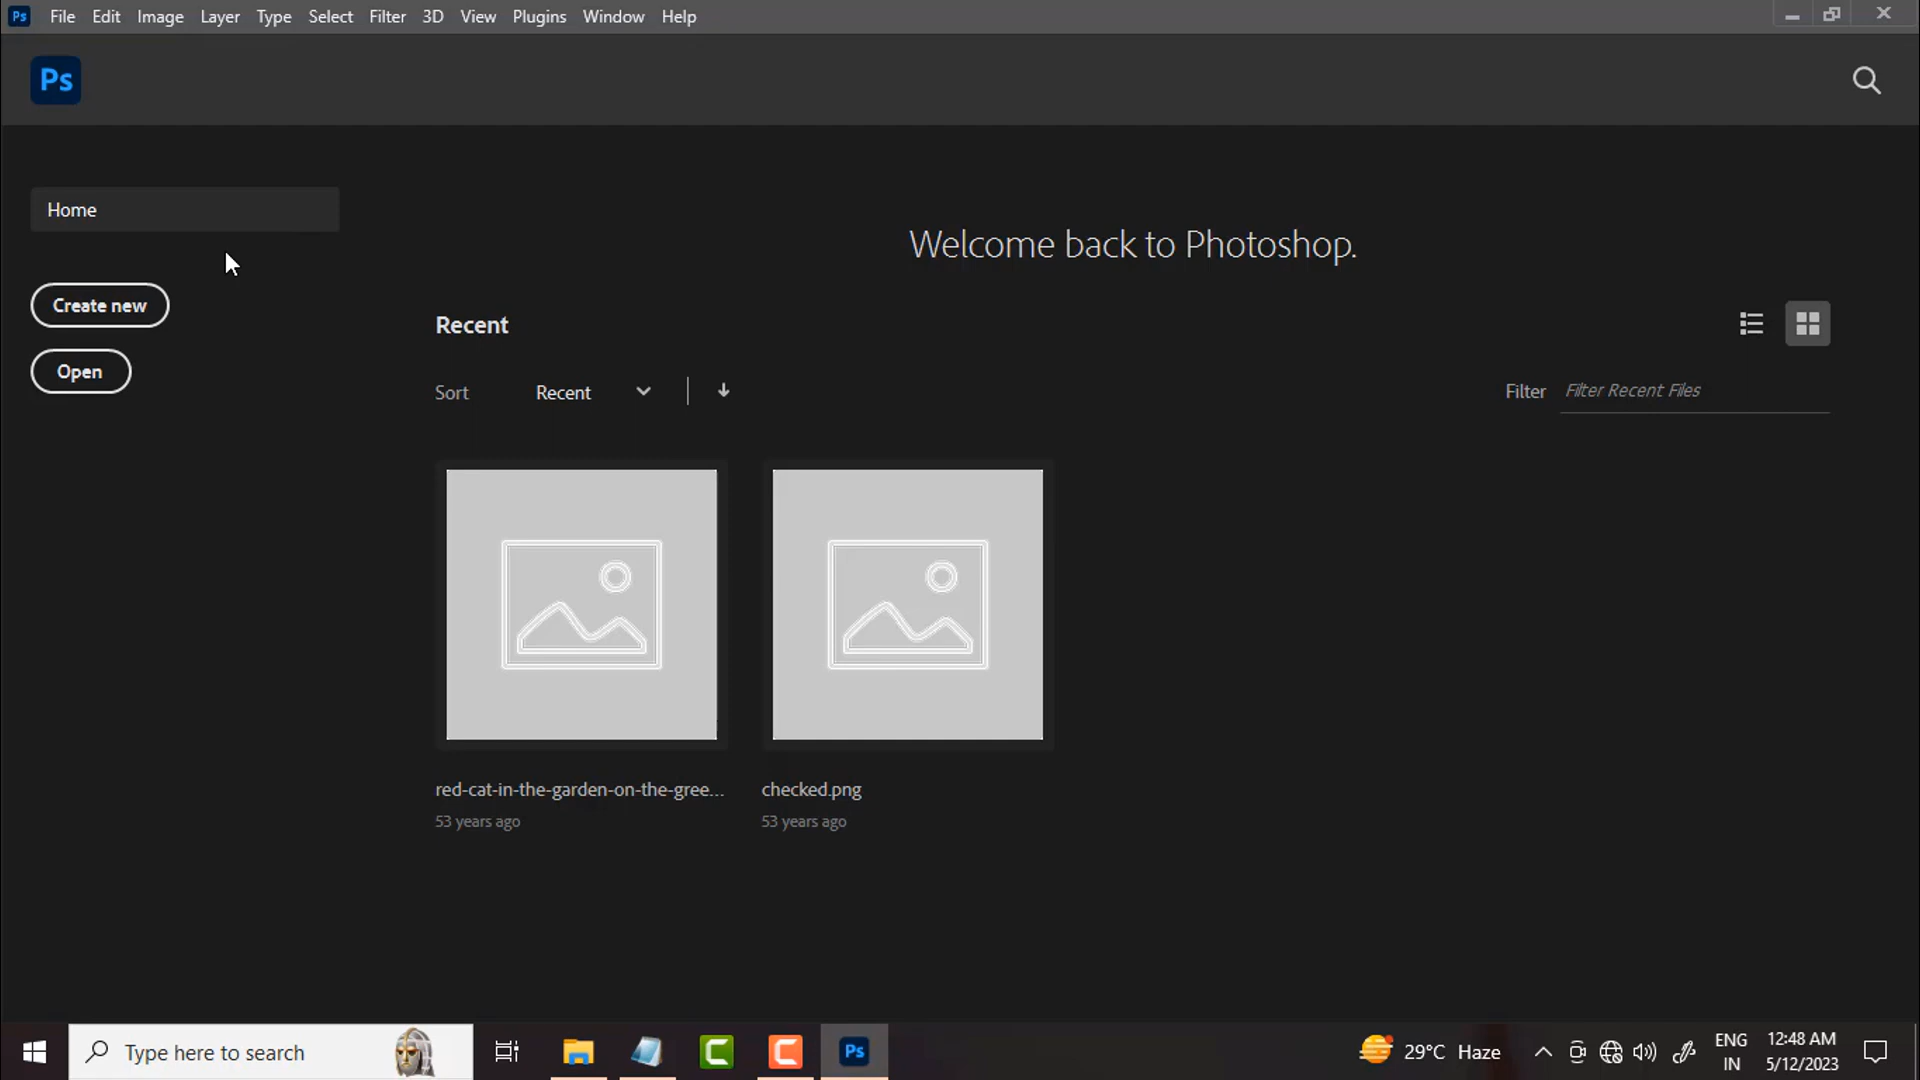 Ps File Edit Image Layer Type Select Filter 3D View Plugins Window Help
Ps
Home
Welcome back to Photoshop.
Create new
Recent
Open
Sort Recent Filter Filter Recent Files
red-cat-in-the-garden-on-the-gree... checked.png
53 years ago 53 years ago
Type here to search C C Ps 29°C Haze ENG 12:48 AM
IN 5/12/2023